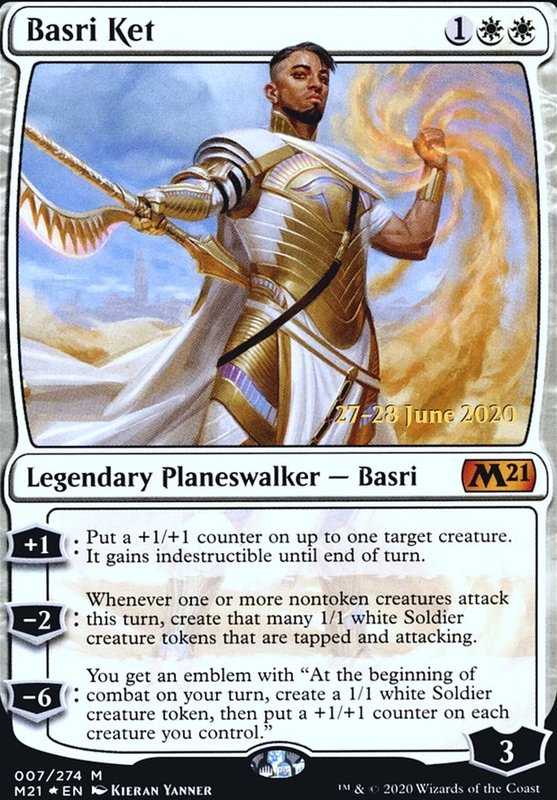 Basri Ket 1
27–28 June 2020
Legendary Planeswalker — Basri M21
+1 : Put a +1/+1 counter on up to one target creature.
It gains indestructible until end of turn.
−2 : Whenever one or more nontoken creatures attack
this turn, create that many 1/1 white Soldier
creature tokens that are tapped and attacking.
−6 : You get an emblem with “At the beginning of
combat on your turn, create a 1/1 white Soldier
creature token, then put a +1/+1 counter on each
creature you control.”
3
007/274 M
M21 ★ EN Kieran Yanner ™ & © 2020 Wizards of the Coast